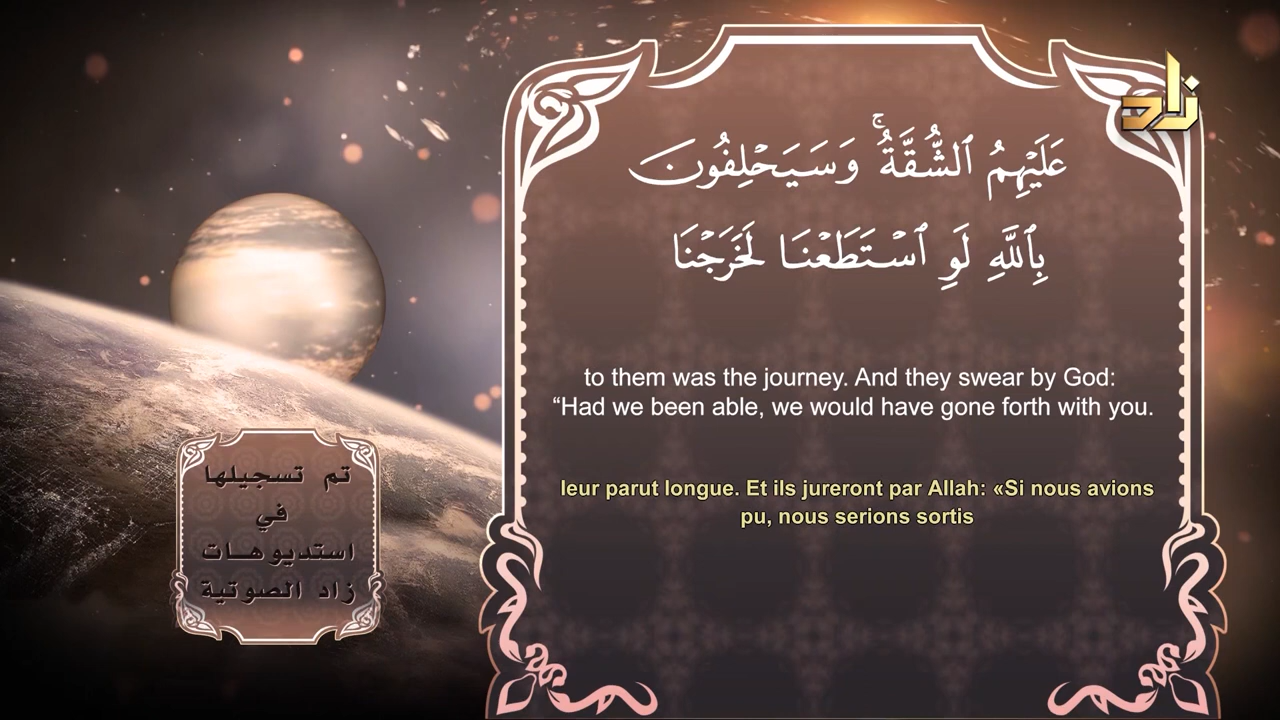 زاد
عَلَيْهِمُ ٱلشُّقَّةُ ۚ وَسَيَحْلِفُونَ
بِٱللَّهِ لَوِ ٱسْتَطَعْنَا لَخَرَجْنَا
to them was the journey. And they swear by God:
“Had we been able, we would have gone forth with you.
leur parut longue. Et ils jureront par Allah: «Si nous avions
pu, nous serions sortis
تم تسجيلها
في
استديوهات
زاد الصوتية